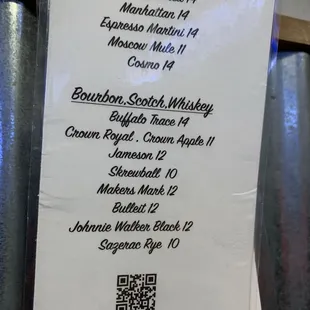 14
Manhattan 14
Espresso Martini 14
Moscow Mule 11
Cosmo 14
Bourbon,Scotch,Whiskey
Buffalo Trace 14
Crown Royal . Crown Apple 11
Jameson 12
Skrewball 10
Makers Mark 12
Bulleit 12
Johnnie Walker Black 12
Sazerac Rye 10